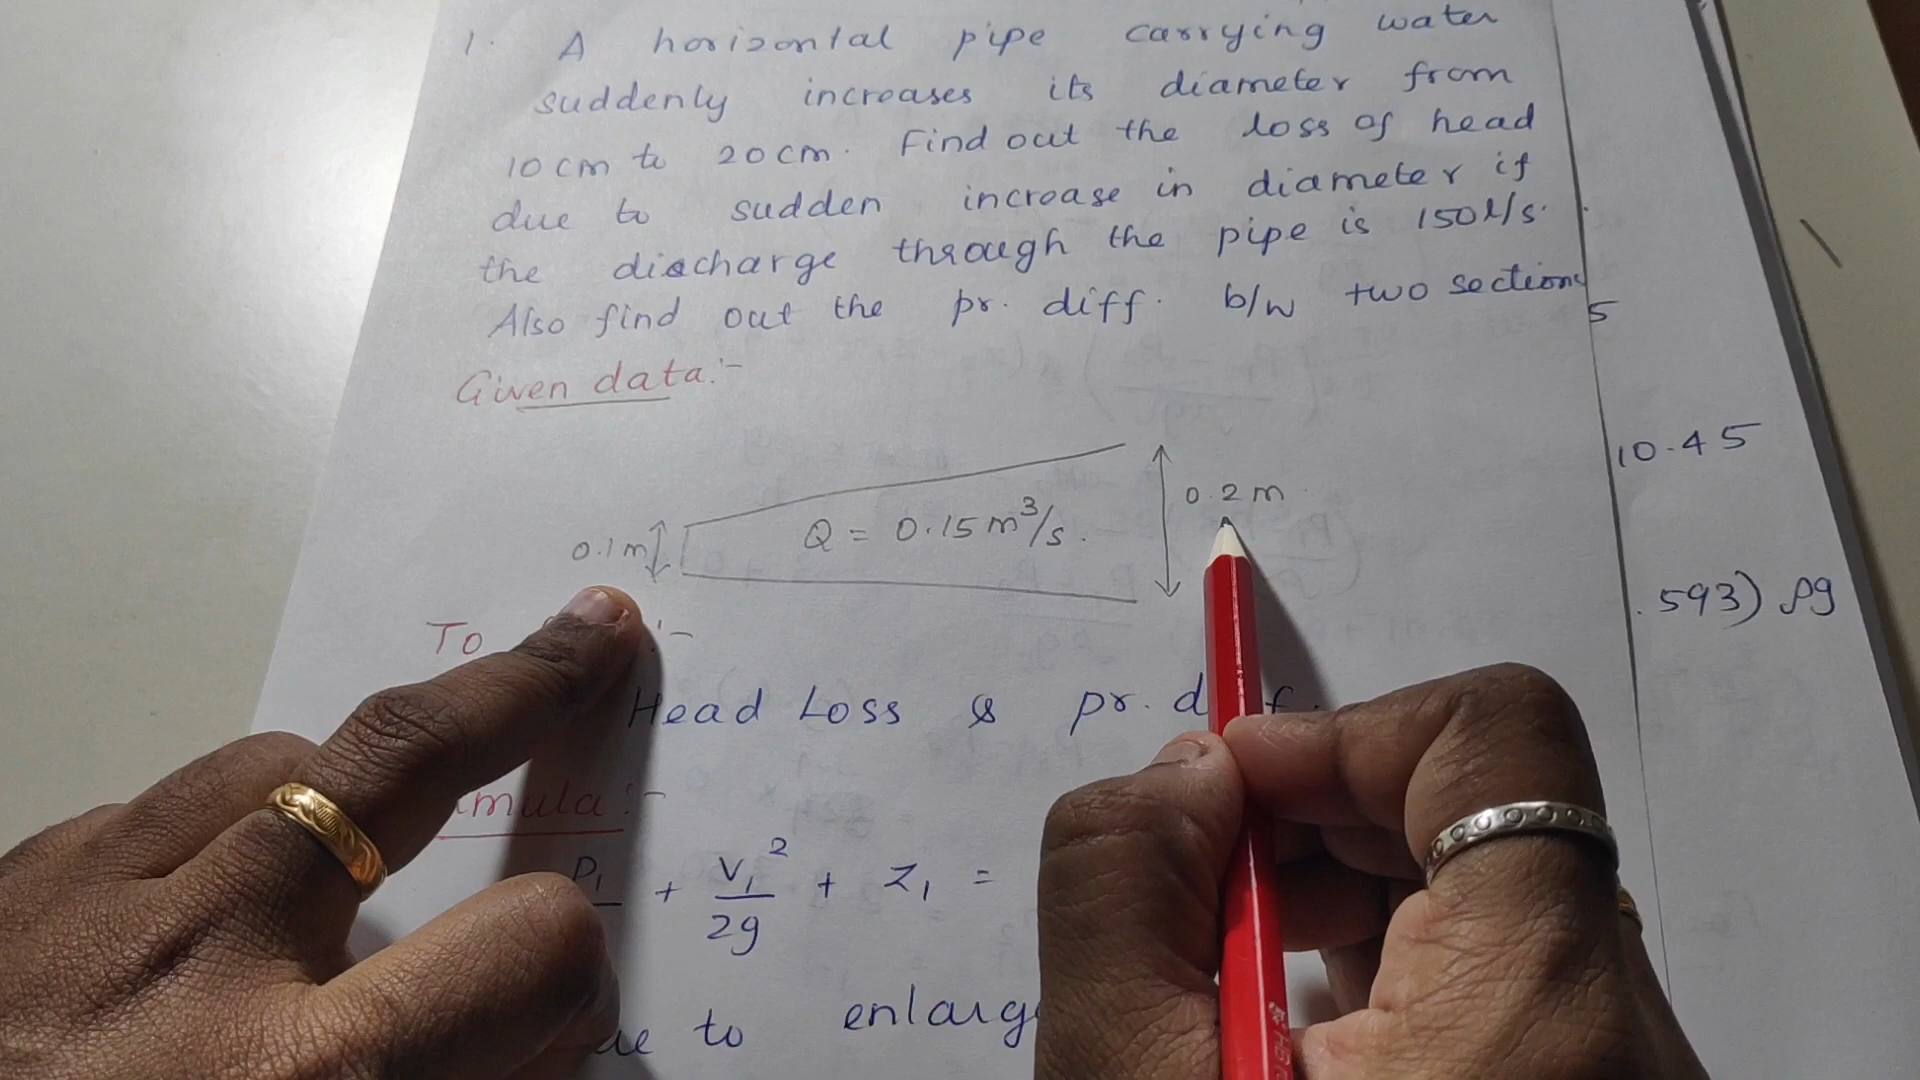 1. A horizontal pipe carrying water
suddenly increases its diameter from
10 cm to 20 cm. Find out the loss of head
due to sudden increase in diameter if
the discharge through the pipe is 150 l/s.
Also find out the pr. diff. b/w two sections
5
Given data:-
10.45
0.2 m
Q = 0.15 m³/s.
0.1 m
.593) ρg
To :-
Head Loss & pr. d f.
mula:-
P₁ + V₁²/2g + Z₁ =
ue to enlarg
HB